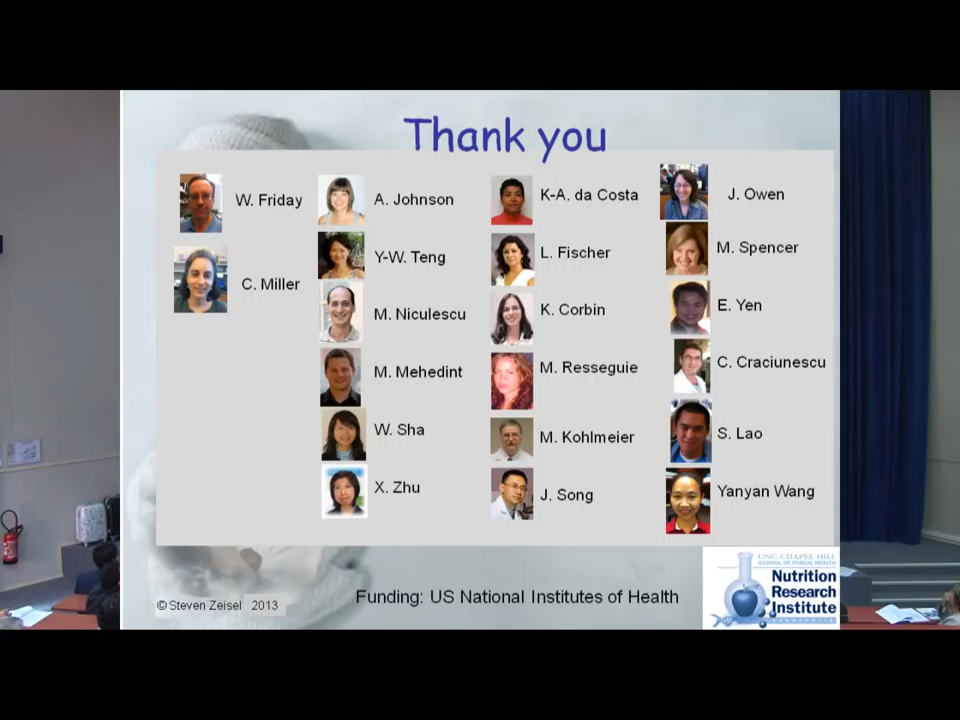 Thank you
W. Friday
C. Miller
A. Johnson
Y-W. Teng
M. Niculescu
M. Mehedint
W. Sha
X. Zhu
K-A. da Costa
L. Fischer
K. Corbin
M. Resseguie
M. Kohlmeier
J. Song
J. Owen
M. Spencer
E. Yen
C. Craciunescu
S. Lao
Yanyan Wang
© Steven Zeisel 2013
Funding: US National Institutes of Health
UNC-CHAPEL HILL
SCHOOL OF PUBLIC HEALTH
Nutrition
Research
Institute